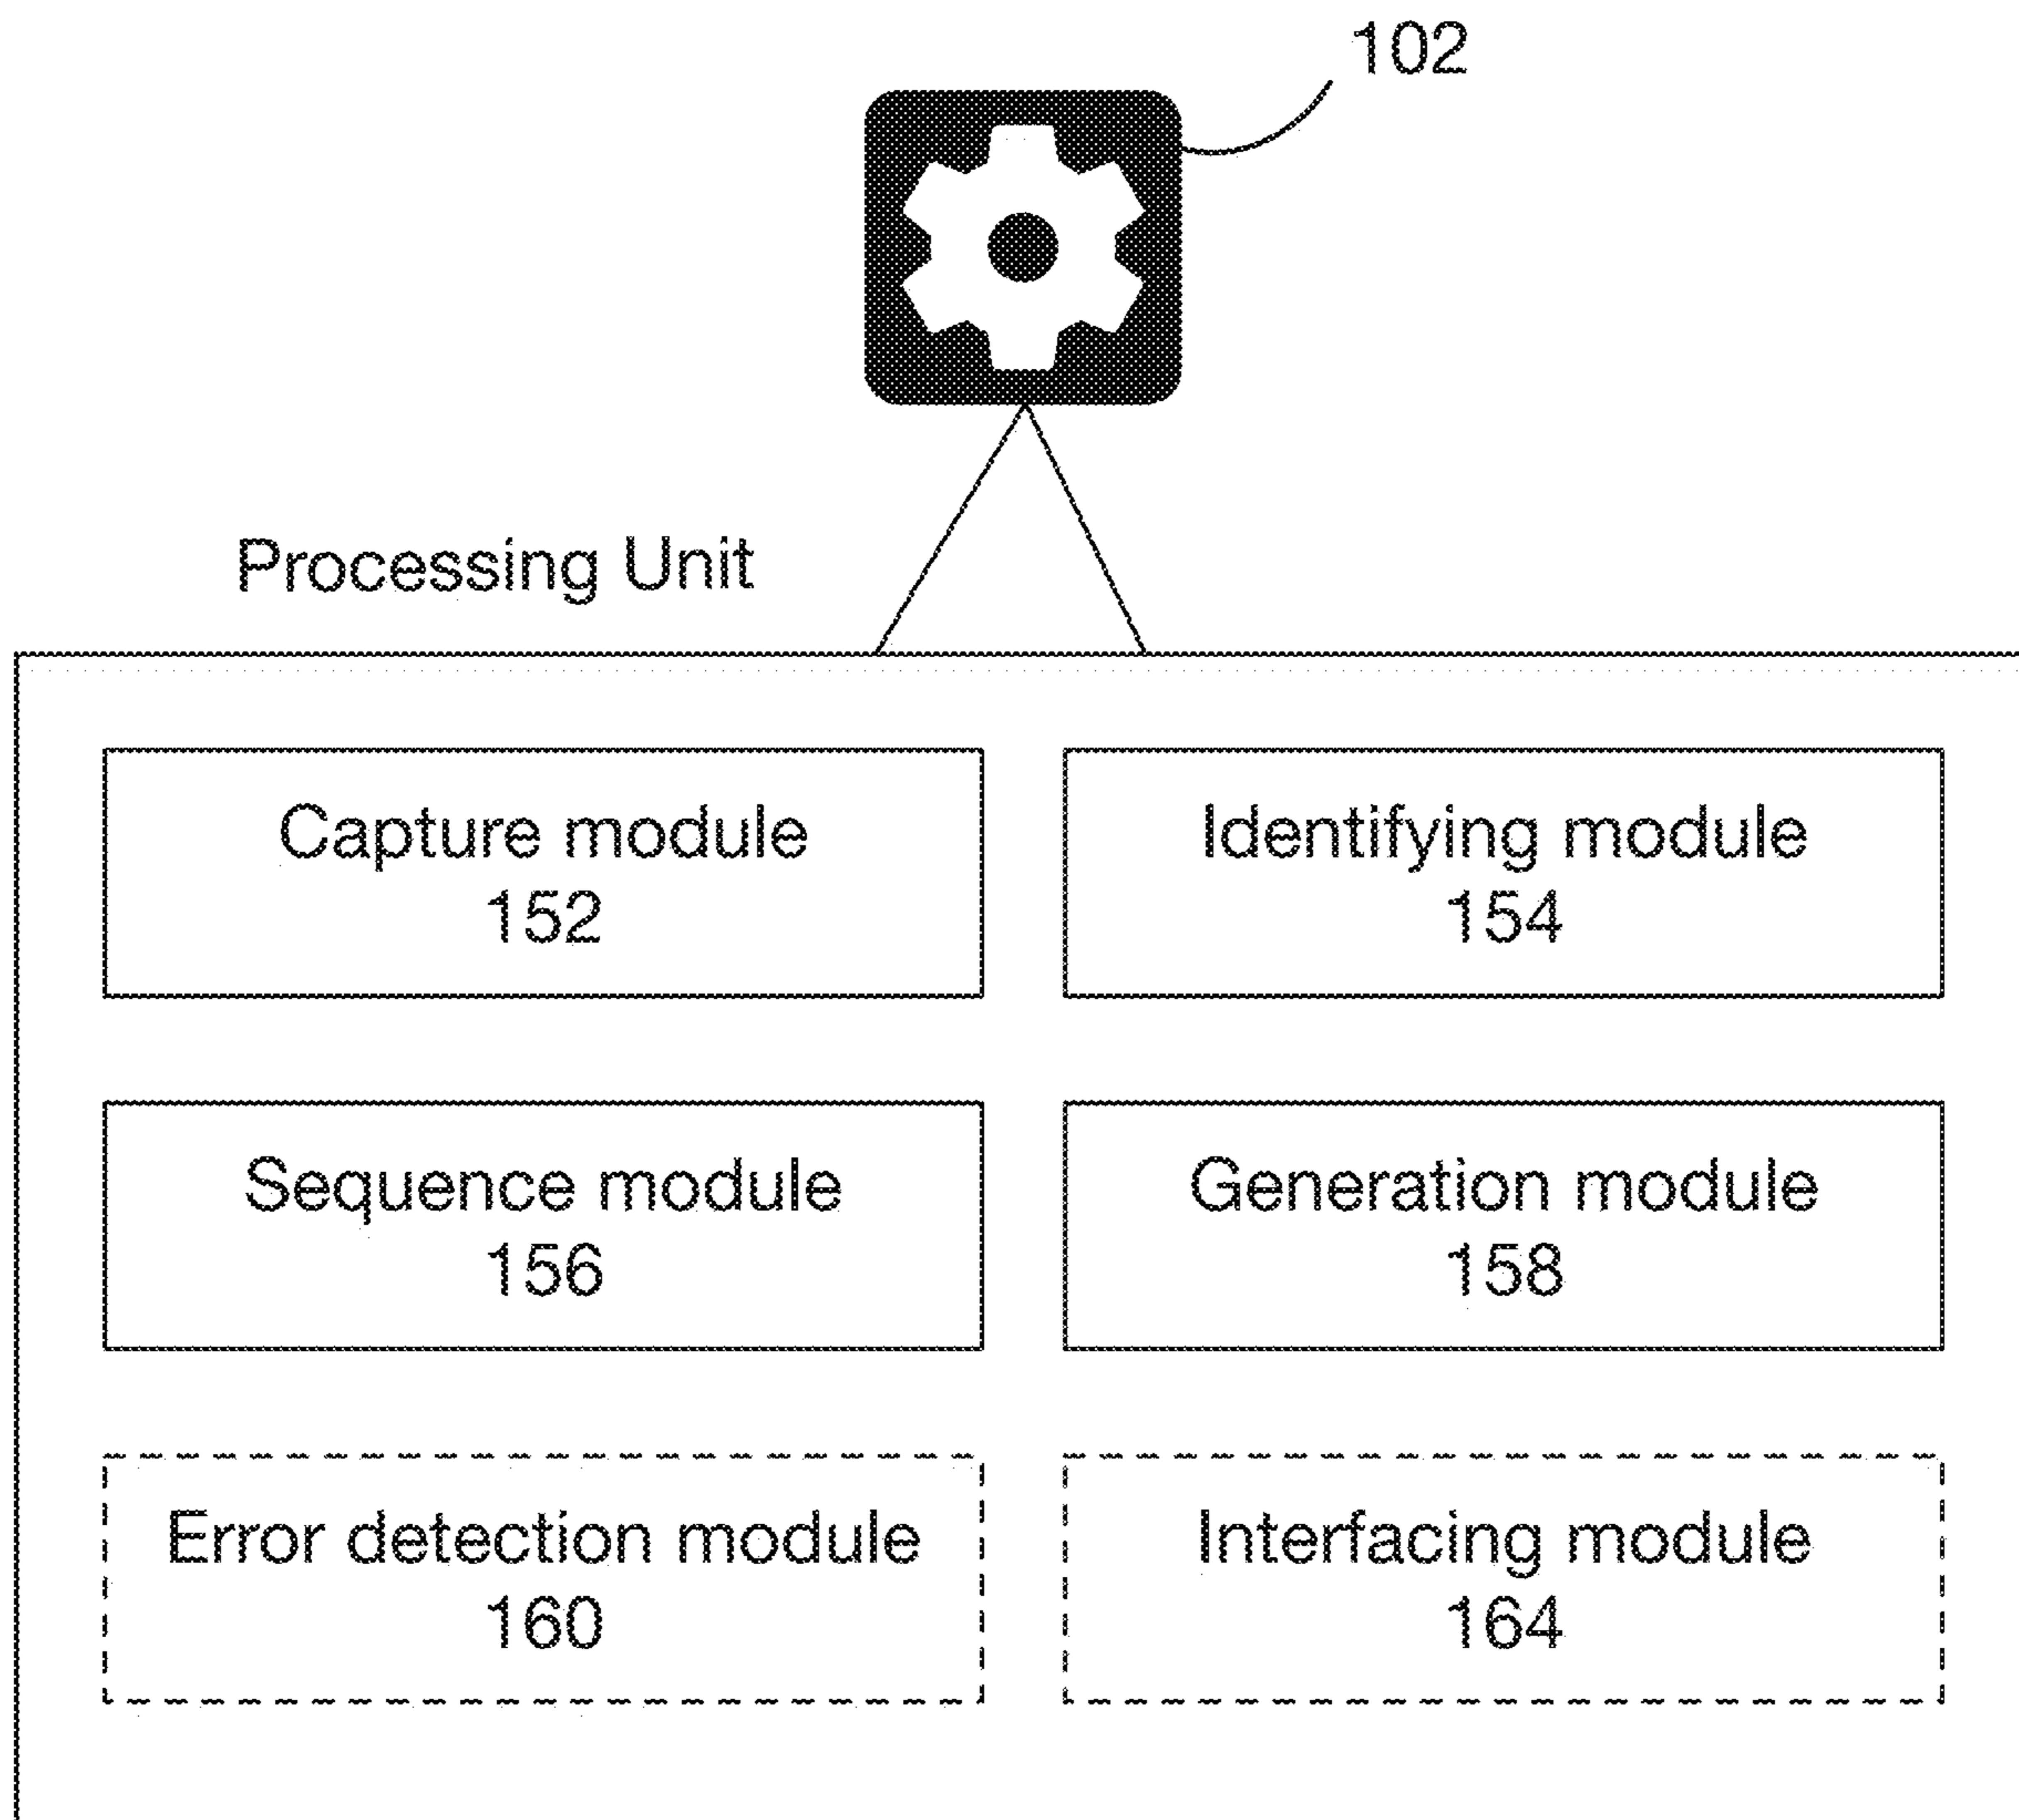 102
Processing Unit
Capture module
152
Identifying module
154
Sequence module
156
Generation module
158
Error detection module
160
Interfacing module
164